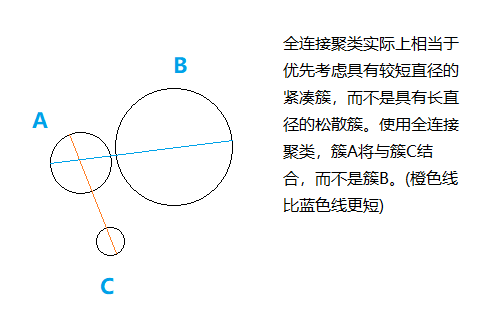 B
A
C
全连接聚类实际上相当于
优先考虑具有较短直径的
紧凑簇，而不是具有长直
径的松散簇。使用全连接
聚类，簇A将与簇C结
合，而不是簇B。(橙色线
比蓝色线更短)